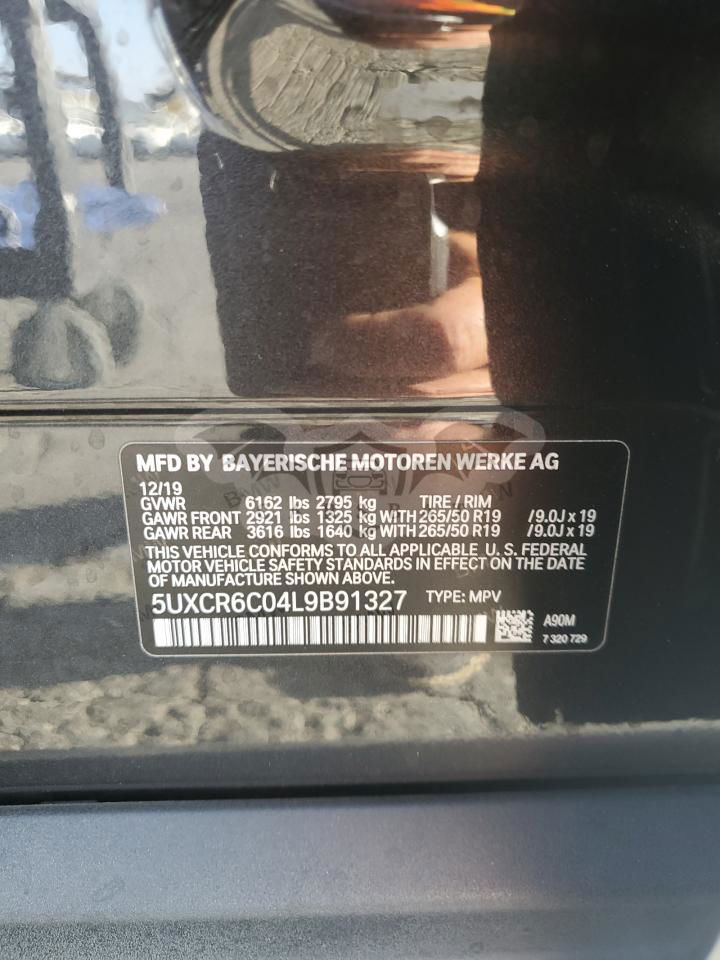 MFD BY BAYERISCHE MOTOREN WERKE AG
12/19
GVWR 6162 lbs 2795 kg TIRE / RIM
GAWR FRONT 2921 lbs 1325 kg WITH 265/50 R19 /9.0J x 19
GAWR REAR 3616 lbs 1640 kg WITH 265/50 R19 /9.0J x 19
THIS VEHICLE CONFORMS TO ALL APPLICABLE U. S. FEDERAL
MOTOR VEHICLE SAFETY STANDARDS IN EFFECT ON THE DATE
OF MANUFACTURE SHOWN ABOVE.
5UXCR6C04L9B91327 TYPE: MPV
A90M
7 320 729